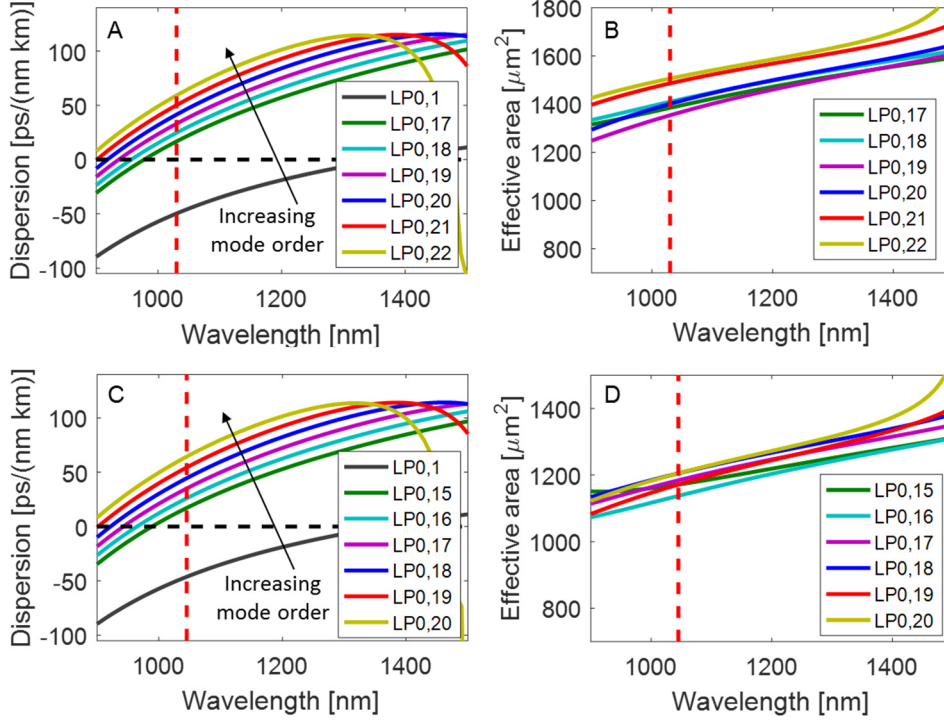 A
Dispersion [ps/(nm km)]
100
50
0
-50
-100
Increasing
mode order
LP0,1
LP0,17
LP0,18
LP0,19
LP0,20
LP0,21
LP0,22
1000
1200
1400
Wavelength [nm]
B
Effective area [μm2]
1800
1600
1400
1200
1000
800
LP0,17
LP0,18
LP0,19
LP0,20
LP0,21
LP0,22
1000
1200
1400
Wavelength [nm]
C
Dispersion [ps/(nm km)]
100
50
0
-50
-100
Increasing
mode order
LP0,1
LP0,15
LP0,16
LP0,17
LP0,18
LP0,19
LP0,20
1000
1200
1400
Wavelength [nm]
D
Effective area [μm2]
1400
1200
1000
800
LP0,15
LP0,16
LP0,17
LP0,18
LP0,19
LP0,20
1000
1200
1400
Wavelength [nm]